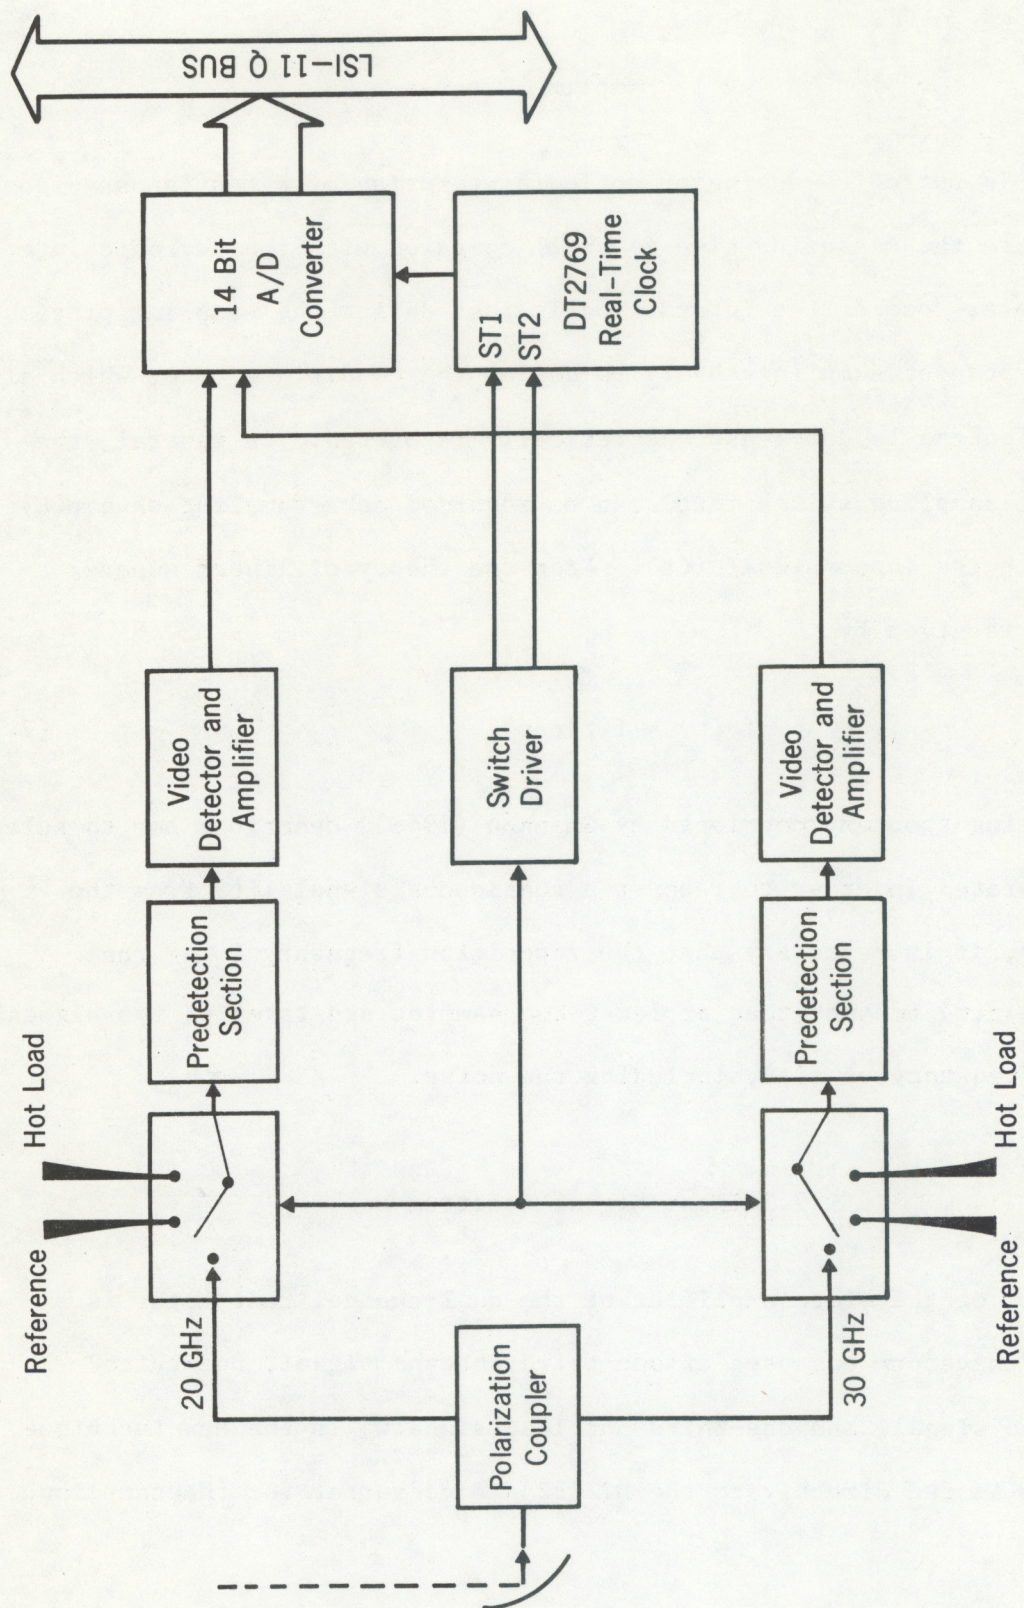 Reference
Hot Load
20 GHz
Predetection
Section
Video
Detector and
Amplifier
14 Bit
A/D
Converter
LSI-11 Q BUS
Polarization
Coupler
Switch
Driver
ST1
ST2
DT2769
Real-Time
Clock
30 GHz
Predetection
Section
Video
Detector and
Amplifier
Reference
Hot Load